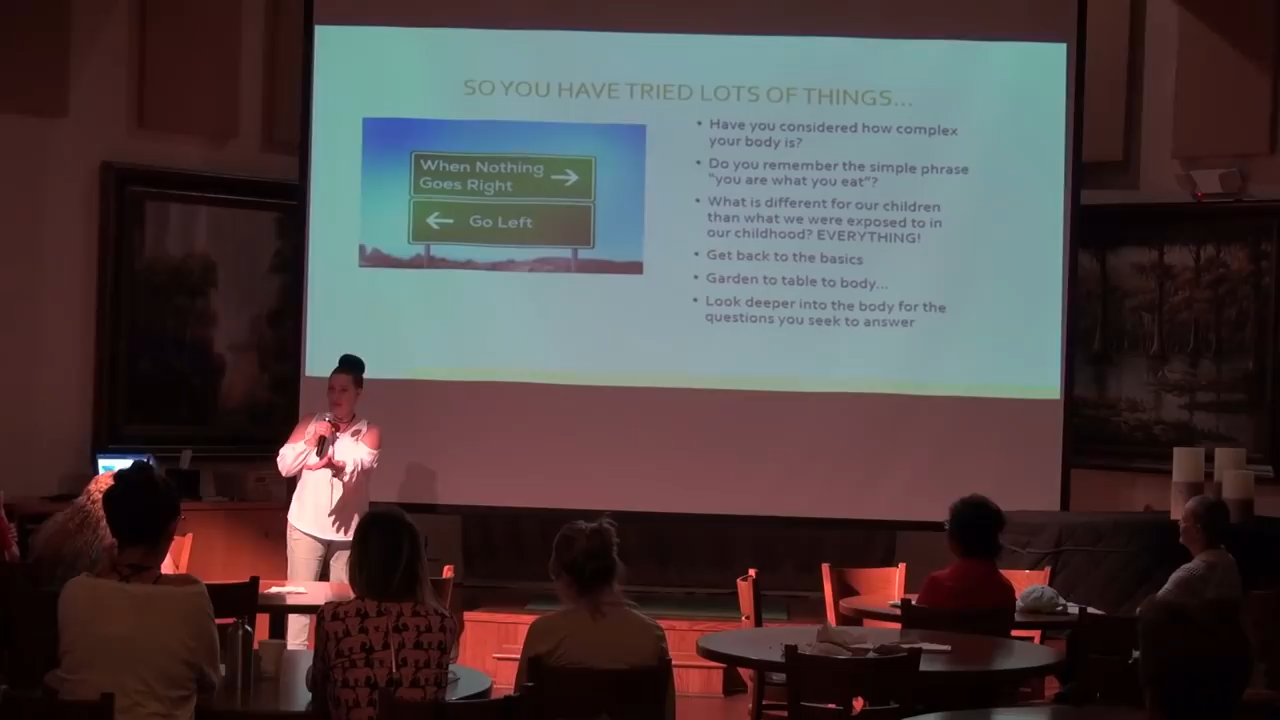 SO YOU HAVE TRIED LOTS OF THINGS...
When Nothing
Goes Right
Go Left
• Have you considered how complex
your body is?
• Do you remember the simple phrase
"you are what you eat"?
• What is different for our children
than what we were exposed to in
our childhood? EVERYTHING!
• Get back to the basics
• Garden to table to body...
• Look deeper into the body for the
questions you seek to answer